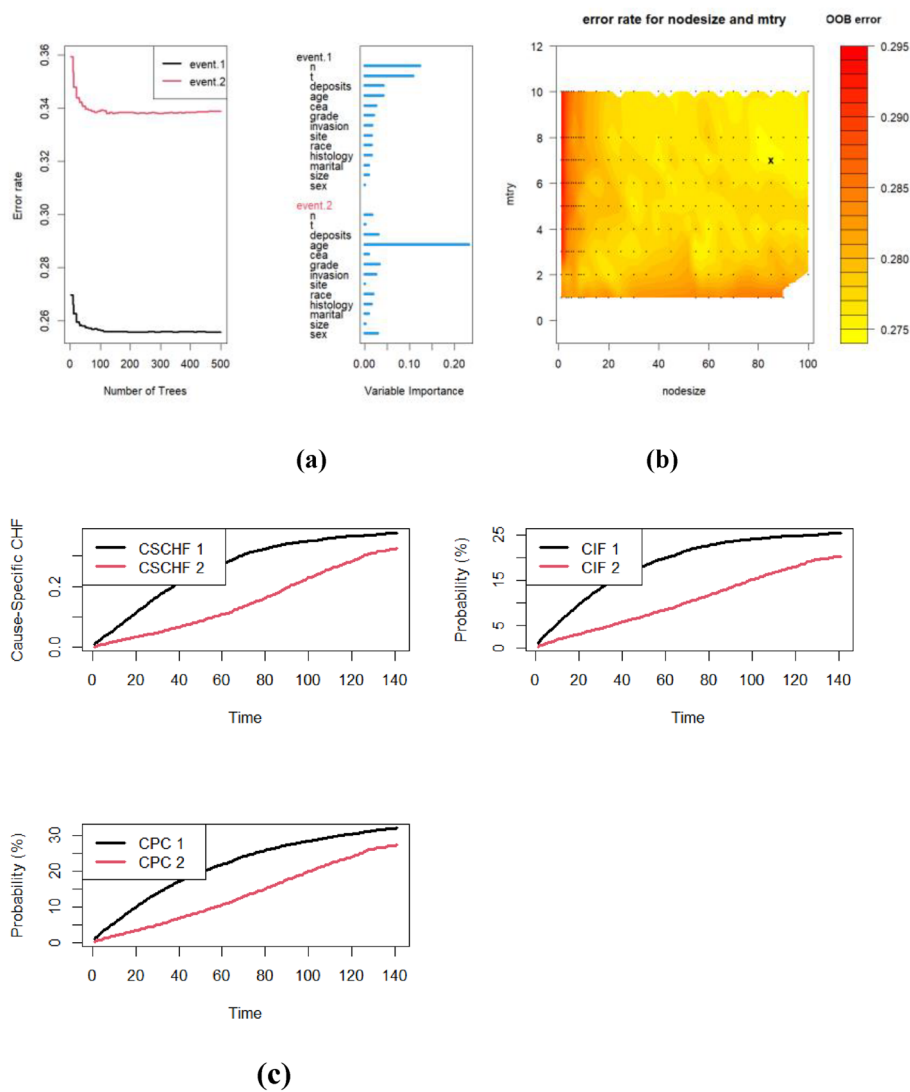 error rate for nodesize and mtry
OOB error
0.36
0.34
0.32
0.30
0.28
0.26
Error rate
event.1
event.2
0 100 200 300 400 500
Number of Trees
event.1
n
t
deposits
age
cea
grade
invasion
site
race
histology
marital
size
sex
event.2
n
t
deposits
age
cea
grade
invasion
site
race
histology
marital
size
sex
0.00 0.10 0.20
Variable Importance
12
10
8
6
4
2
0
mtry
x
0 20 40 60 80 100
nodesize
0.295
0.290
0.285
0.280
0.275
(a)
(b)
Cause-Specific CHF
0.2
0.0
CSCHF 1
CSCHF 2
0 20 40 60 80 100 120 140
Time
Probability (%)
25
15
5
0
CIF 1
CIF 2
0 20 40 60 80 100 120 140
Time
Probability (%)
30
20
10
0
CPC 1
CPC 2
0 20 40 60 80 100 120 140
Time
(c)